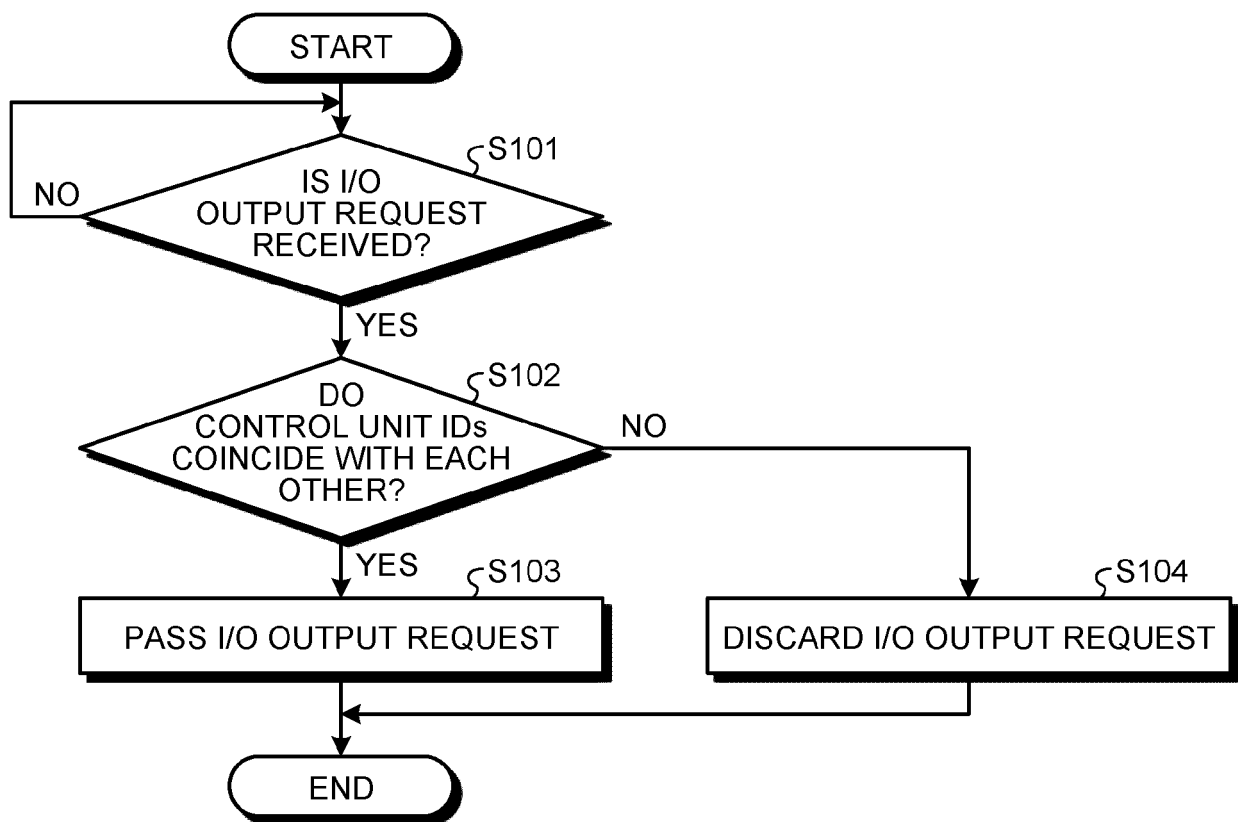 START
S101
NO
IS I/O
OUTPUT REQUEST
RECEIVED?
YES
S102
DO
CONTROL UNIT IDs
COINCIDE WITH EACH
OTHER?
NO
YES
S103
S104
PASS I/O OUTPUT REQUEST
DISCARD I/O OUTPUT REQUEST
END